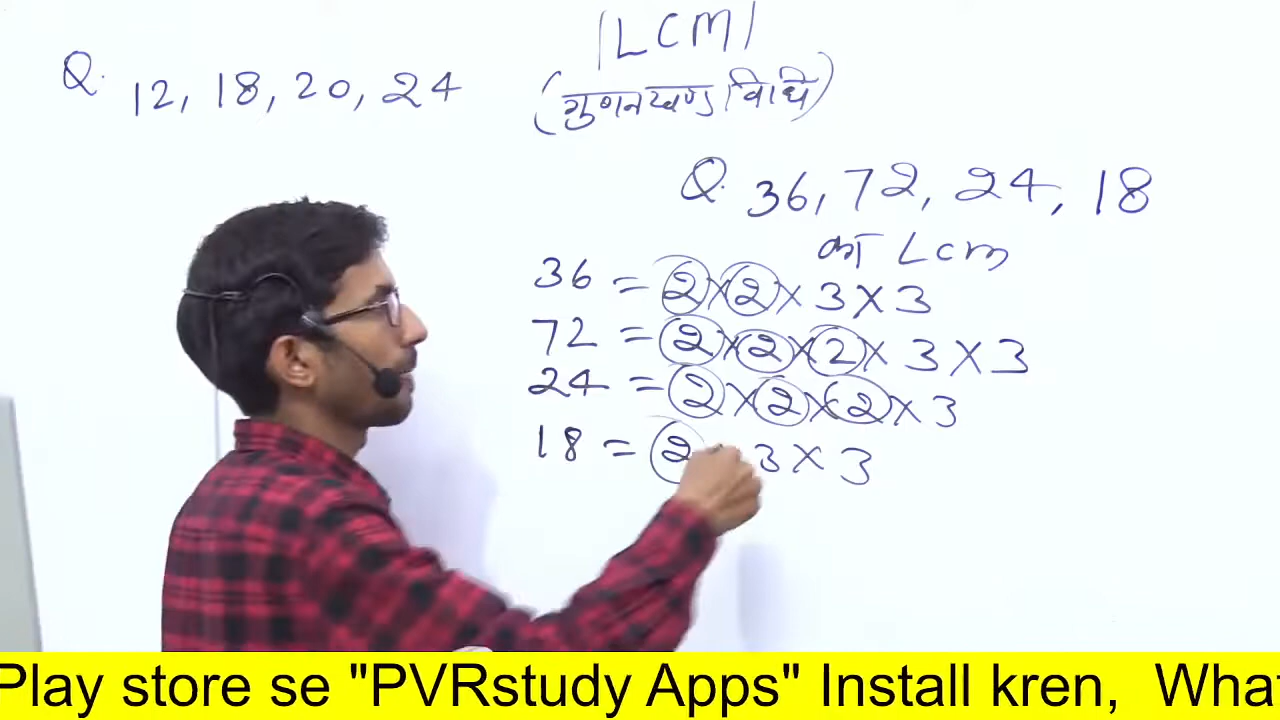 |LCM|
(गुणनखण्ड विधि)
Q. 12, 18, 20, 24
Q. 36, 72, 24, 18
का Lcm
36 = 2×2×3×3
72 = 2×2×2×3×3
24 = 2×2×2×3
18 = 2 3×3
Play store se "PVRstudy Apps" Install kren, What